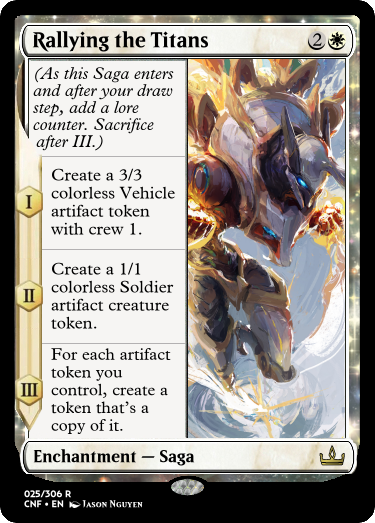 Rallying the Titans 2
(As this Saga enters
and after your draw
step, add a lore
counter. Sacrifice
after III.)
I
Create a 3/3
colorless Vehicle
artifact token
with crew 1.
II
Create a 1/1
colorless Soldier
artifact creature
token.
III
For each artifact
token you
control, create a
token that's a
copy of it.
Enchantment — Saga
025/306 R
CNF • EN Jason Nguyen